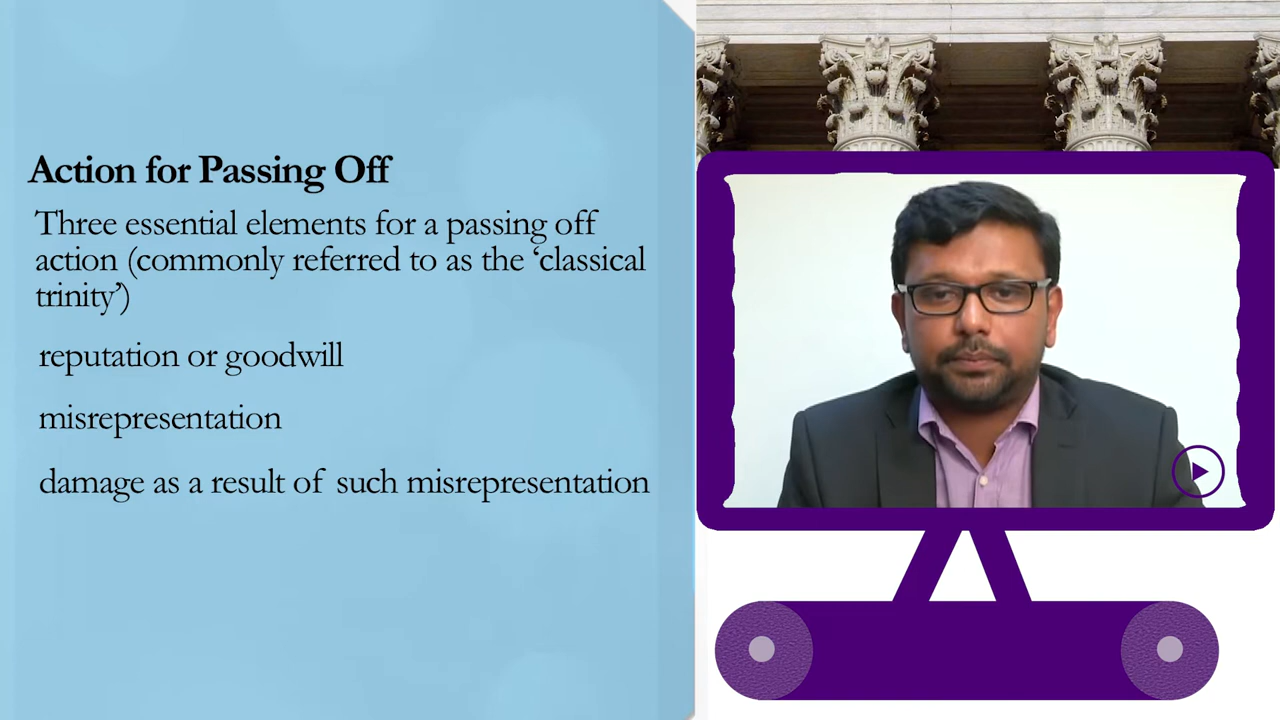 Action for Passing Off
Three essential elements for a passing off
action (commonly referred to as the ‘classical
trinity’)
reputation or goodwill
misrepresentation
damage as a result of such misrepresentation